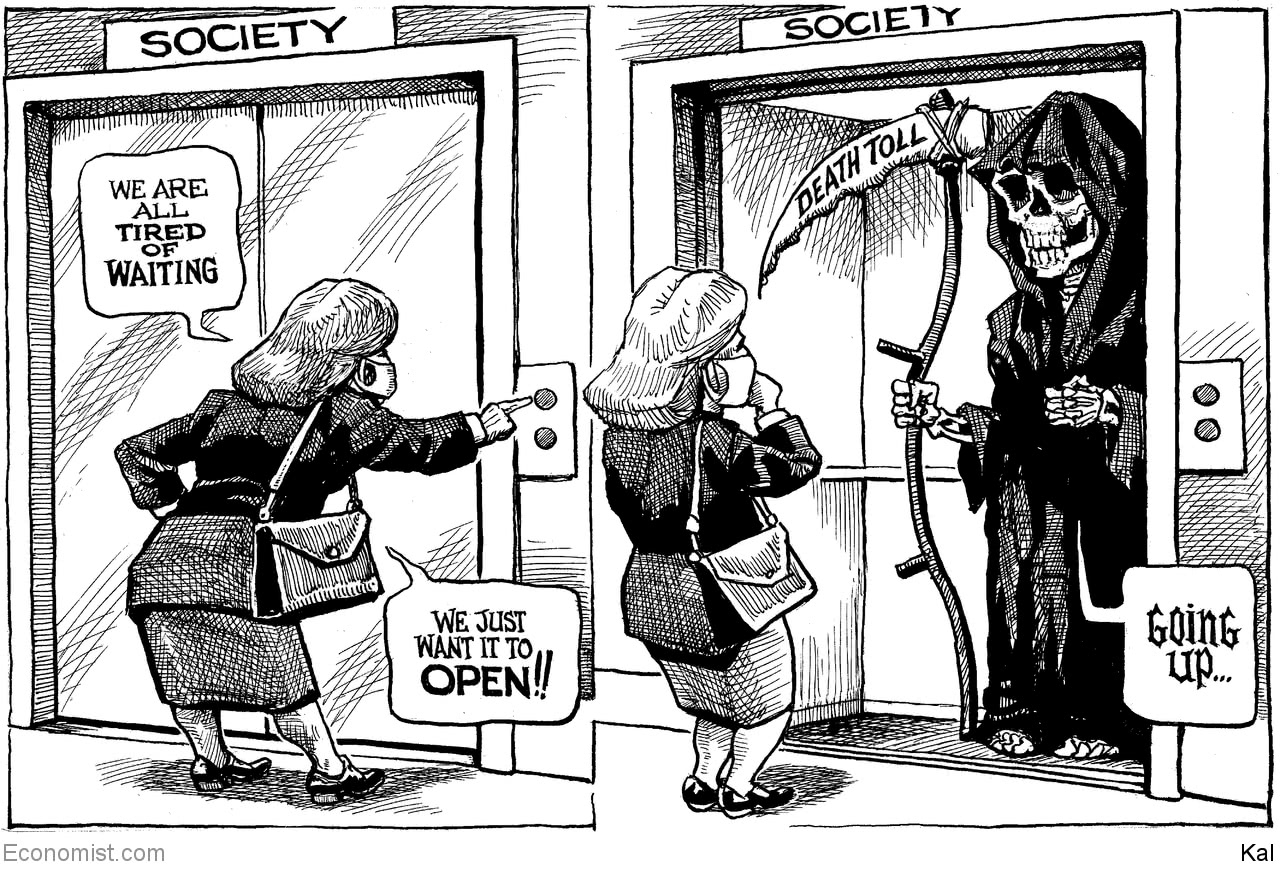 SOCIETY
WE ARE
ALL
TIRED
OF
WAITING
WE JUST
WANT IT TO
OPEN!!
SOCIETY
DEATH TOLL
GOING
UP...
Economist.com
Kal